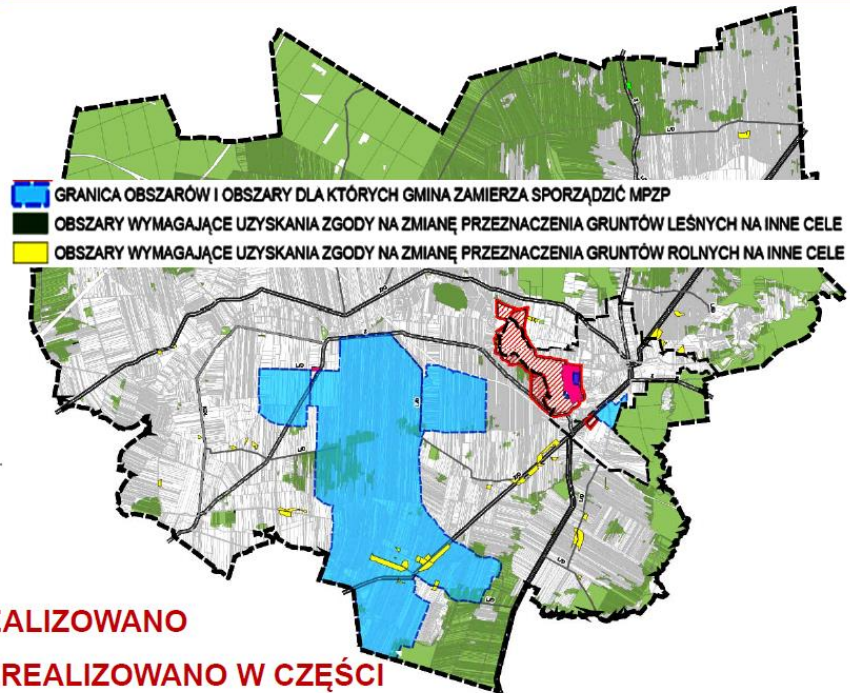 GRANICA OBSZARÓW I OBSZARY DLA KTÓRYCH GMINA ZAMIERZA SPORZĄDZIĆ MPZP
OBSZARY WYMAGAJĄCE UZYSKANIA ZGODY NA ZMIANĘ PRZEZNACZENIA GRUNTÓW LEŚNYCH NA INNE CELE
OBSZARY WYMAGAJĄCE UZYSKANIA ZGODY NA ZMIANĘ PRZEZNACZENIA GRUNTÓW ROLNYCH NA INNE CELE
EALIZOWANO
REALIZOWANO W CZĘŚCI